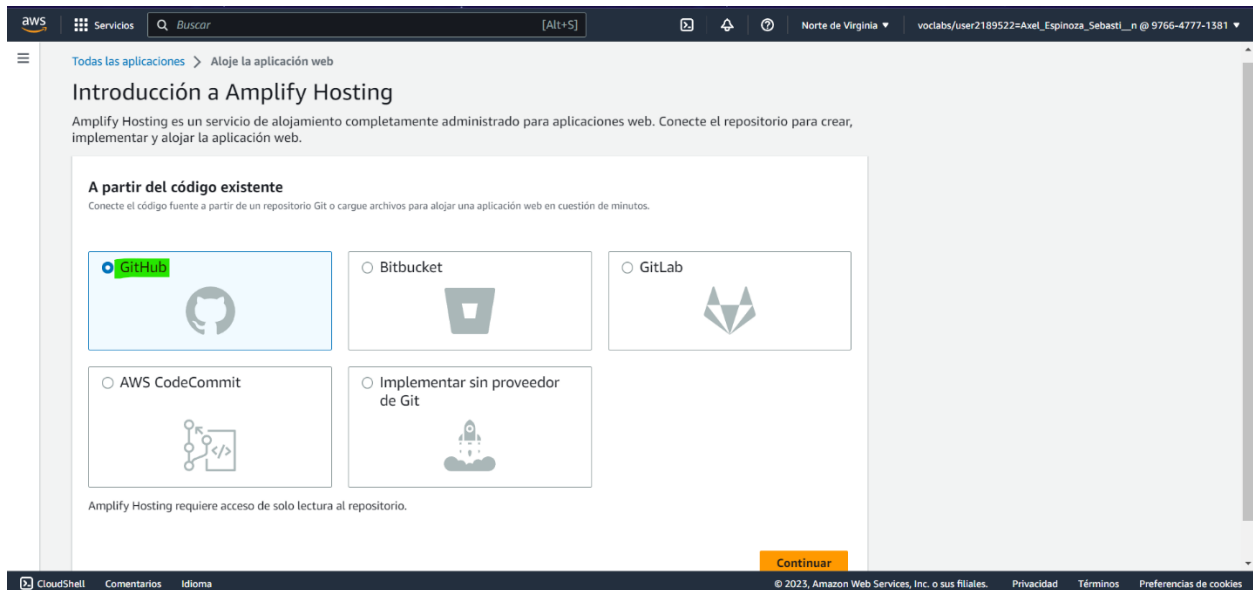 aws
Servicios
Buscar
[Alt+S]
Norte de Virginia
voclabs/user2189522=Axel_Espinoza_Sebasti__n @ 9766-4777-1381
Todas las aplicaciones > Aloje la aplicación web
Introducción a Amplify Hosting
Amplify Hosting es un servicio de alojamiento completamente administrado para aplicaciones web. Conecte el repositorio para crear,
implementar y alojar la aplicación web.
A partir del código existente
Conecte el código fuente a partir de un repositorio Git o cargue archivos para alojar una aplicación web en cuestión de minutos.
GitHub
Bitbucket
GitLab
AWS CodeCommit
Implementar sin proveedor
de Git
Amplify Hosting requiere acceso de solo lectura al repositorio.
Continuar
CloudShell
Comentarios
Idioma
© 2023, Amazon Web Services, Inc. o sus filiales.
Privacidad
Términos
Preferencias de cookies